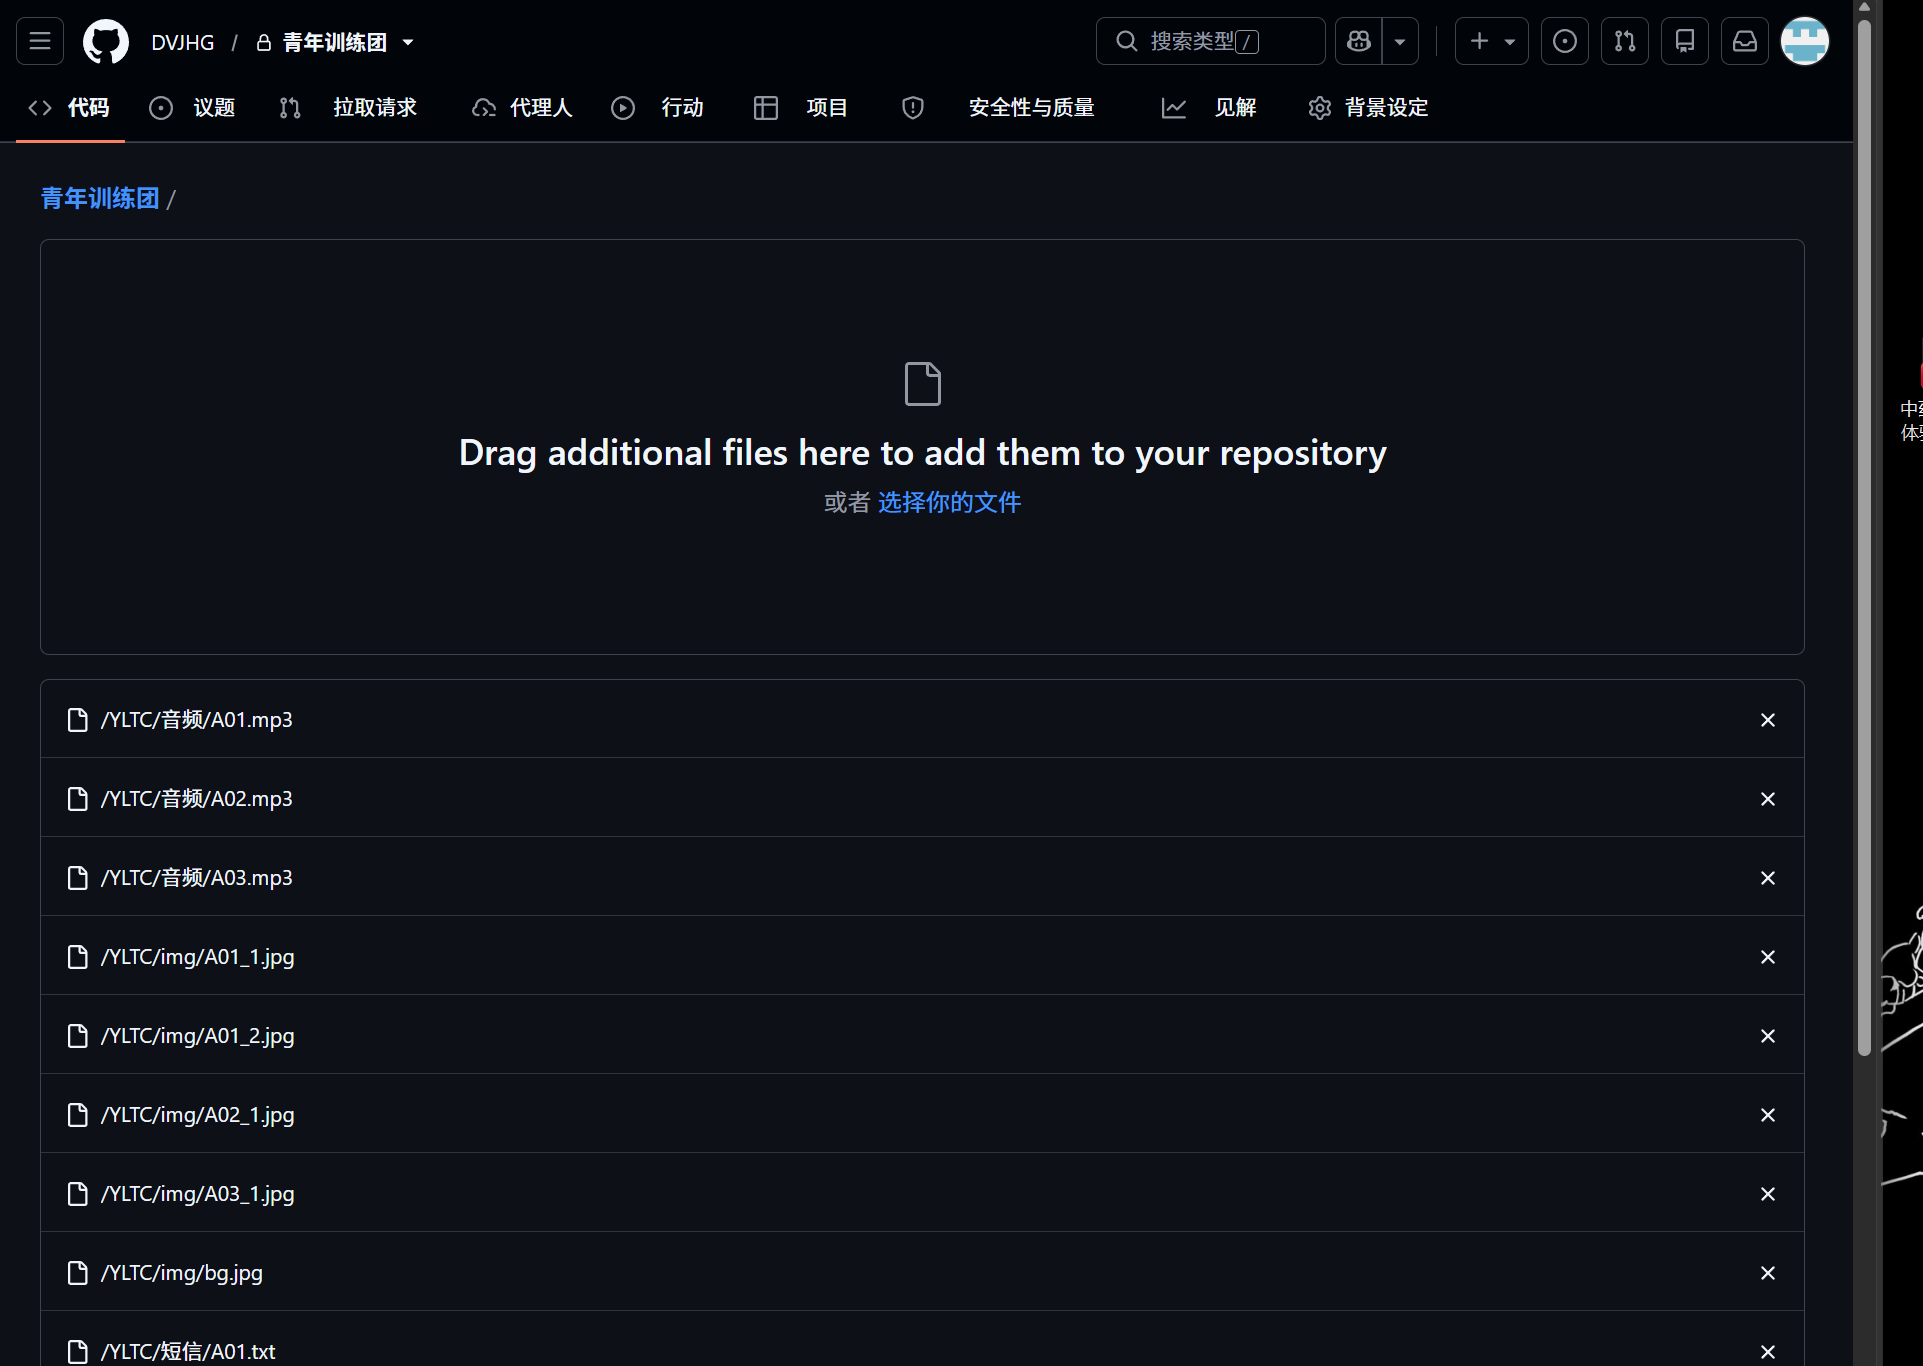 DVJHG / 青年训练团
搜索类型 /
代码 议题 拉取请求 代理人 行动 项目 安全性与质量 见解 背景设定
青年训练团 /
Drag additional files here to add them to your repository
或者 选择你的文件
/YLTC/音频/A01.mp3
/YLTC/音频/A02.mp3
/YLTC/音频/A03.mp3
/YLTC/img/A01_1.jpg
/YLTC/img/A01_2.jpg
/YLTC/img/A02_1.jpg
/YLTC/img/A03_1.jpg
/YLTC/img/bg.jpg
/YLTC/短信/A01.txt